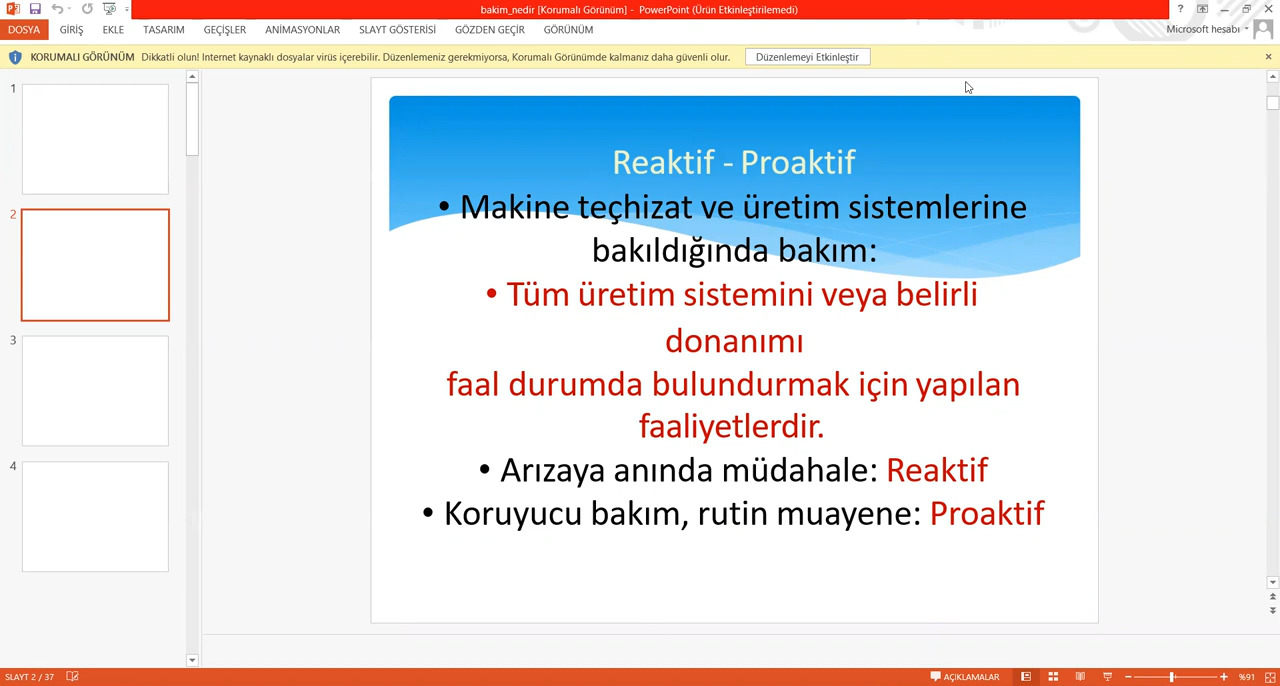 bakim_nedir [Korumalı Görünüm] - PowerPoint (Ürün Etkinleştirilemedi)
?
DOSYA GİRİŞ EKLE TASARIM GEÇİŞLER ANİMASYONLAR SLAYT GÖSTERİSİ GÖZDEN GEÇİR GÖRÜNÜM Microsoft hesabı
KORUMALI GÖRÜNÜM Dikkatli olun! Internet kaynaklı dosyalar virüs içerebilir. Düzenlemeniz gerekmiyorsa, Korumalı Görünümde kalmanız daha güvenli olur. Düzenlemeyi Etkinleştir
1
2
3
4
Reaktif - Proaktif
• Makine teçhizat ve üretim sistemlerine
bakıldığında bakım:
• Tüm üretim sistemini veya belirli
donanımı
faal durumda bulundurmak için yapılan
faaliyetlerdir.
• Arızaya anında müdahale: Reaktif
• Koruyucu bakım, rutin muayene: Proaktif
SLAYT 2 / 37 AÇIKLAMALAR %91